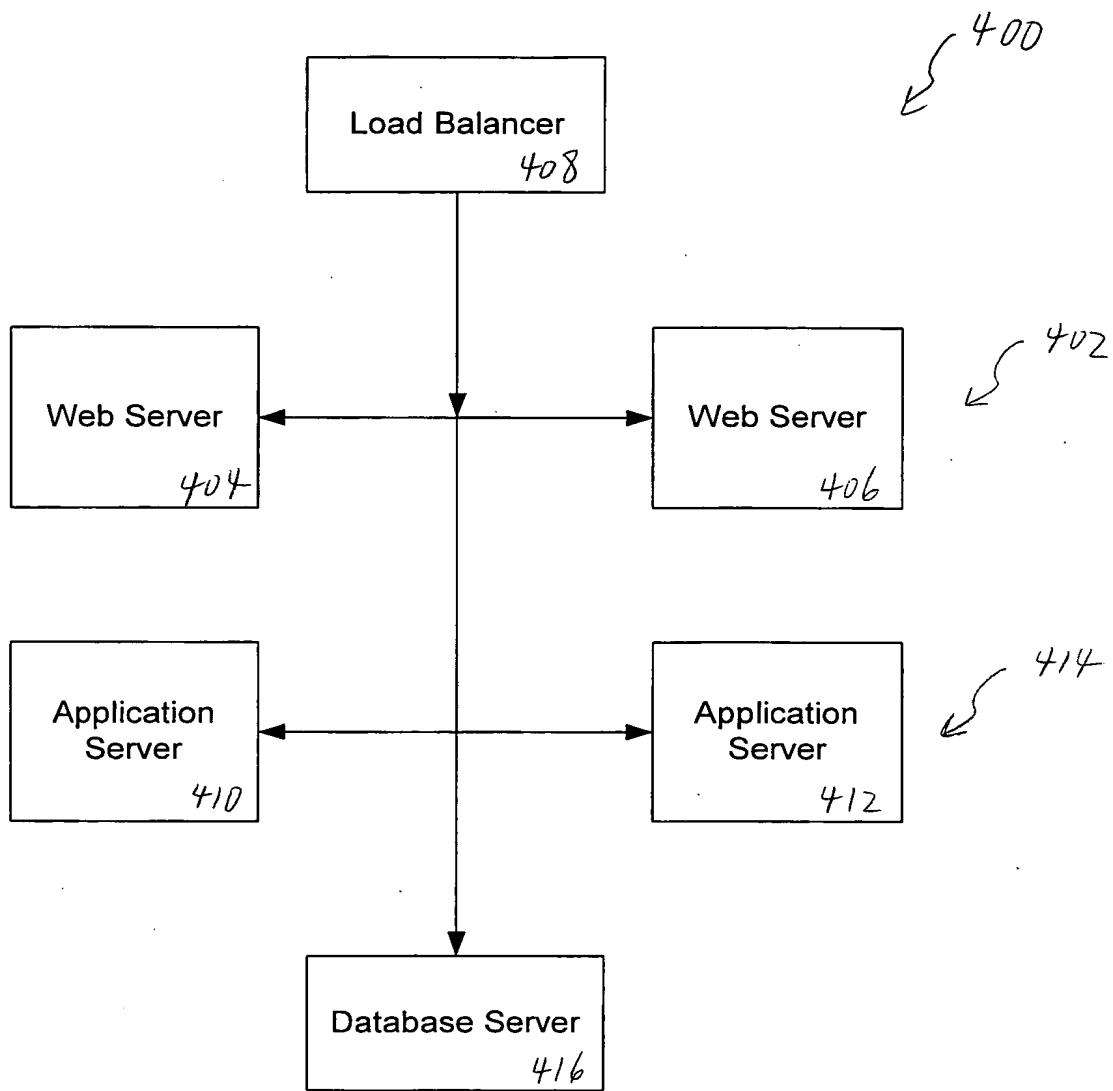 400
Load Balancer
408
402
Web Server
404
Web Server
406
414
Application
Server
410
Application
Server
412
Database Server
416